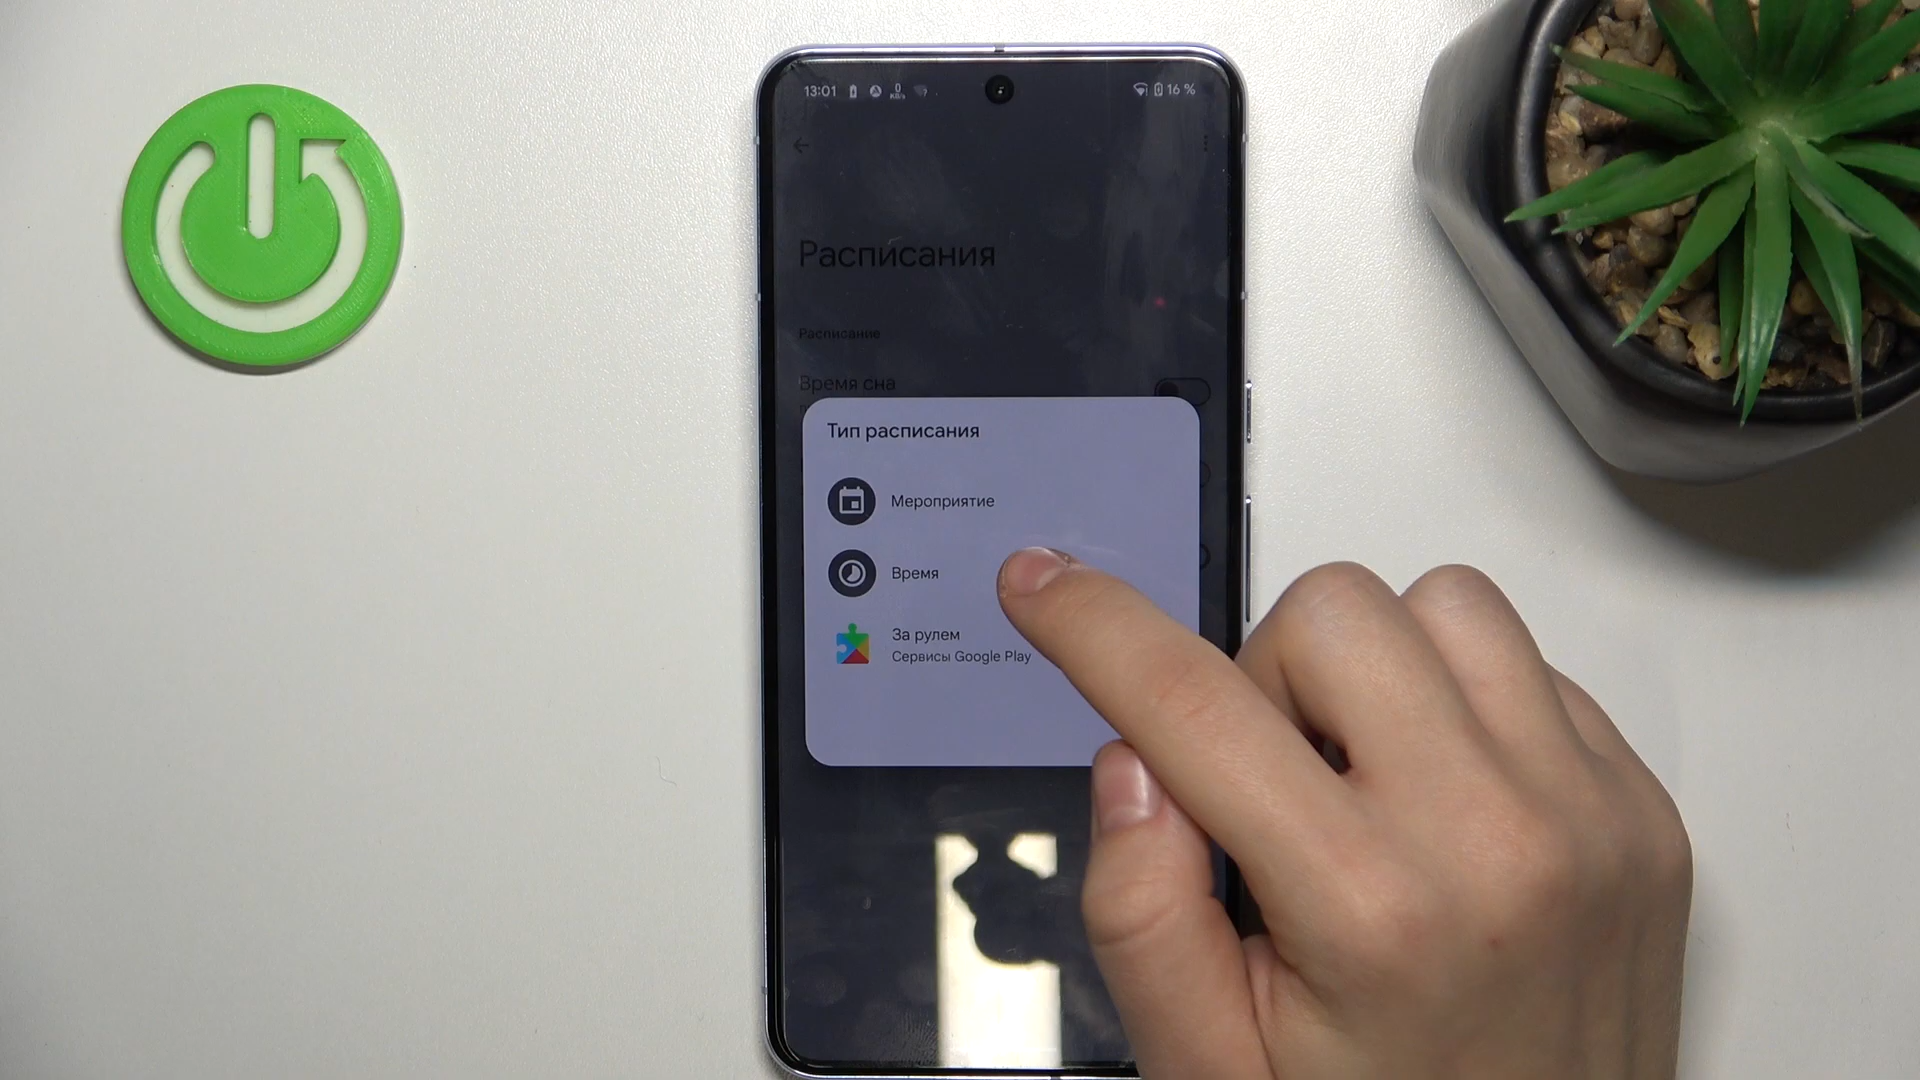 13:01
16 %
Расписания
Расписание
Время сна
Тип расписания
Мероприятие
Время
За рулем
Сервисы Google Play